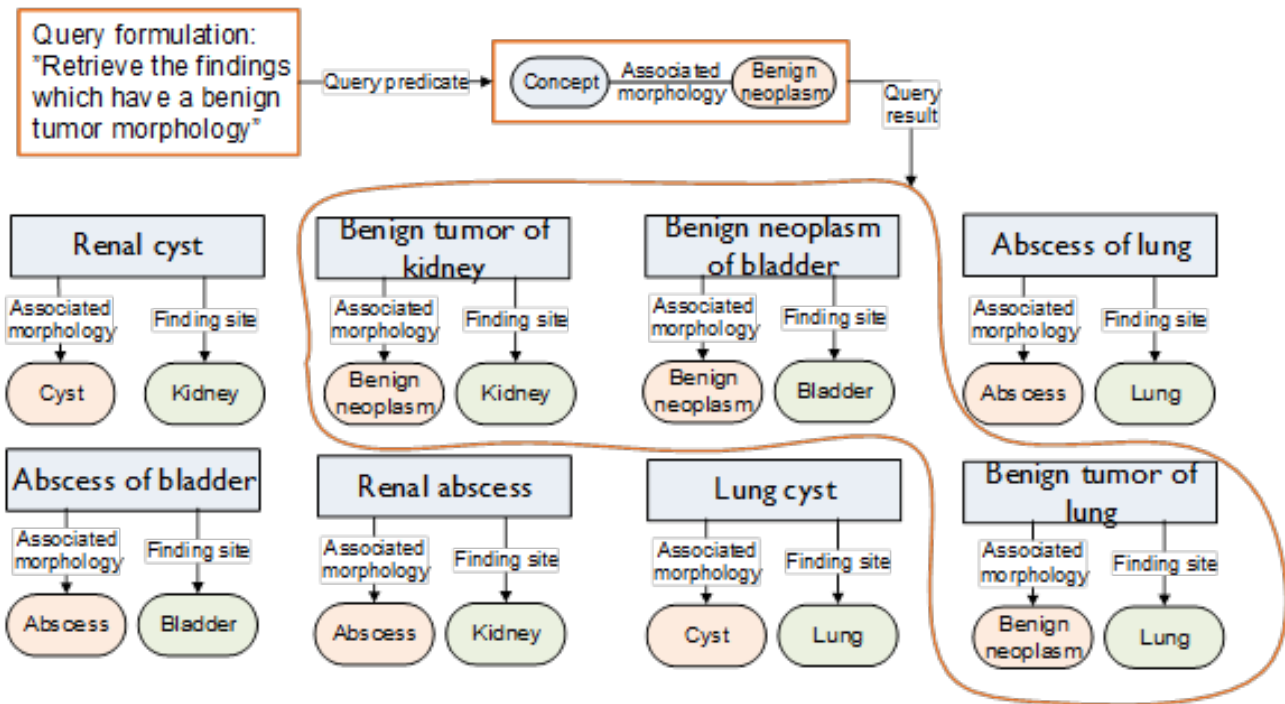 Query formulation:
"Retrieve the findings
which have a benign
tumor morphology"
Query predicate
Concept
Associated
morphology
Benign
neoplasm
Query
result
Renal cyst
Associated
morphology
Finding site
Cyst
Kidney
Benign tumor of
kidney
Associated
morphology
Finding site
Benign
neoplasm
Kidney
Benign neoplasm
of bladder
Associated
morphology
Finding site
Benign
neoplasm
Bladder
Abscess of lung
Associated
morphology
Finding site
Abscess
Lung
Abscess of bladder
Associated
morphology
Finding site
Abscess
Bladder
Renal abscess
Associated
morphology
Finding site
Abscess
Kidney
Lung cyst
Associated
morphology
Finding site
Cyst
Lung
Benign tumor of
lung
Associated
morphology
Finding site
Benign
neoplasm
Lung